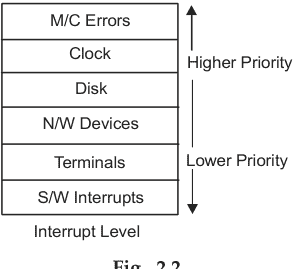 M/C Errors
Clock
Higher Priority
Disk
N/W Devices
Terminals
Lower Priority
S/W Interrupts
Interrupt Level
Fig. 2.2